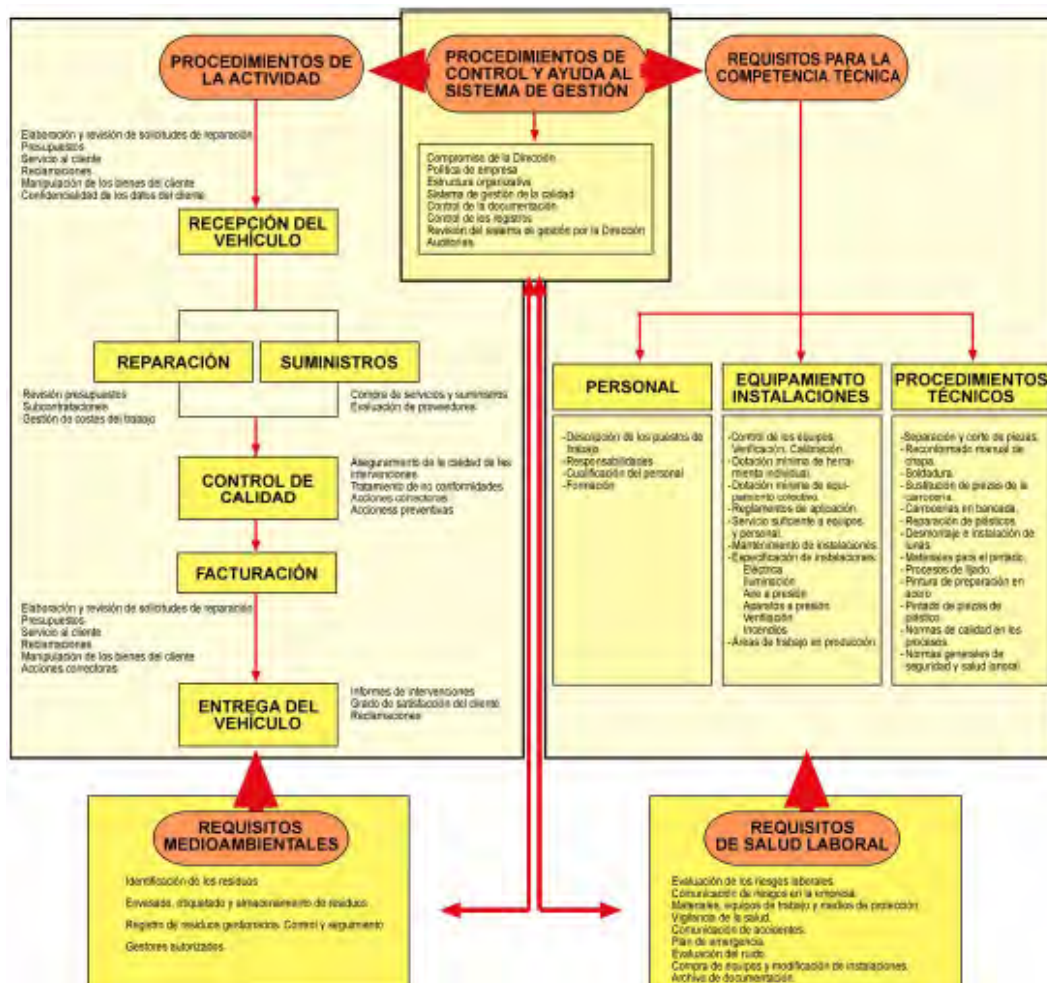 PROCEDIMIENTOS DE
LA ACTIVIDAD
Elaboración y revisión de solicitudes de reparación
Presupuestos
Servicio al cliente
Reclamaciones
Manipulación de los bienes del cliente
Confidencialidad de los datos del cliente
RECEPCIÓN DEL
VEHÍCULO
REPARACIÓN
SUMINISTROS
Revisión presupuestos
Subcontrataciones
Gestión de costes del trabajo
Compra de servicios y suministros
Evaluación de proveedores
CONTROL DE
CALIDAD
Aseguramiento de la calidad de las
intervenciones
Tratamiento de no conformidades
Acciones correctoras
Accioness preventivas
FACTURACIÓN
Elaboración y revisión de solicitudes de reparación
Presupuestos
Servicio al cliente
Reclamaciones
Manipulación de los bienes del cliente
Acciones correctoras
ENTREGA DEL
VEHÍCULO
Informes de intervenciones
Grado de satisfacción del cliente
Reclamaciones
PROCEDIMIENTOS DE
CONTROL Y AYUDA AL
SISTEMA DE GESTIÓN
Compromiso de la Dirección
Política de empresa
Estructura organizativa
Sistema de gestión de la calidad
Control de la documentación
Control de los registros
Revisión del sistema de gestión por la Dirección
Auditorías
REQUISITOS PARA LA
COMPETENCIA TÉCNICA
PERSONAL
-Descripción de los puestos de
trabajo
-Responsabilidades
-Cualificación del personal
-Formación
EQUIPAMIENTO
INSTALACIONES
-Control de los equipos.
Verificación. Calibración.
-Dotación mínima de herra-
mienta individual.
-Dotación mínima de equi-
pamiento colectivo.
-Reglamentos de aplicación.
-Servicio suficiente a equipos
y personal.
-Mantenimiento de instalaciones.
-Especificación de instalaciones:
Eléctrica
Iluminación
Aire a presión
Aparatos a presión
Ventilación
Incendios
-Áreas de trabajo en producción
PROCEDIMIENTOS
TÉCNICOS
-Separación y corte de piezas.
-Reconformado manual de
chapa.
-Soldadura.
-Sustitución de piezas de la
carrocería.
-Carrocerías en bancada.
-Reparación de plásticos.
-Desmontaje e instalación de
lunas.
-Materiales para el pintado.
-Procesos de lijado.
-Pintura de preparación en
acero
-Pintado de piezas de
plástico.
-Normas de calidad en los
procesos.
-Normas generales de
seguridad y salud laboral
REQUISITOS
MEDIOAMBIENTALES
Identificación de los residuos
Envasado, etiquetado y almacenamiento de residuos
Registro de residuos Control y seguimiento
Gestores autorizados
REQUISITOS
DE SALUD LABORAL
Evaluación de los riesgos laborales.
Comunicación de riesgos en la empresa.
Materiales, equipos de trabajo y medios de protección
Vigilancia de la salud.
Comunicación de accidentes.
Plan de emergencia.
Evaluación del ruido.
Compra de equipos y modificación de instalaciones.
Archivo de documentación.